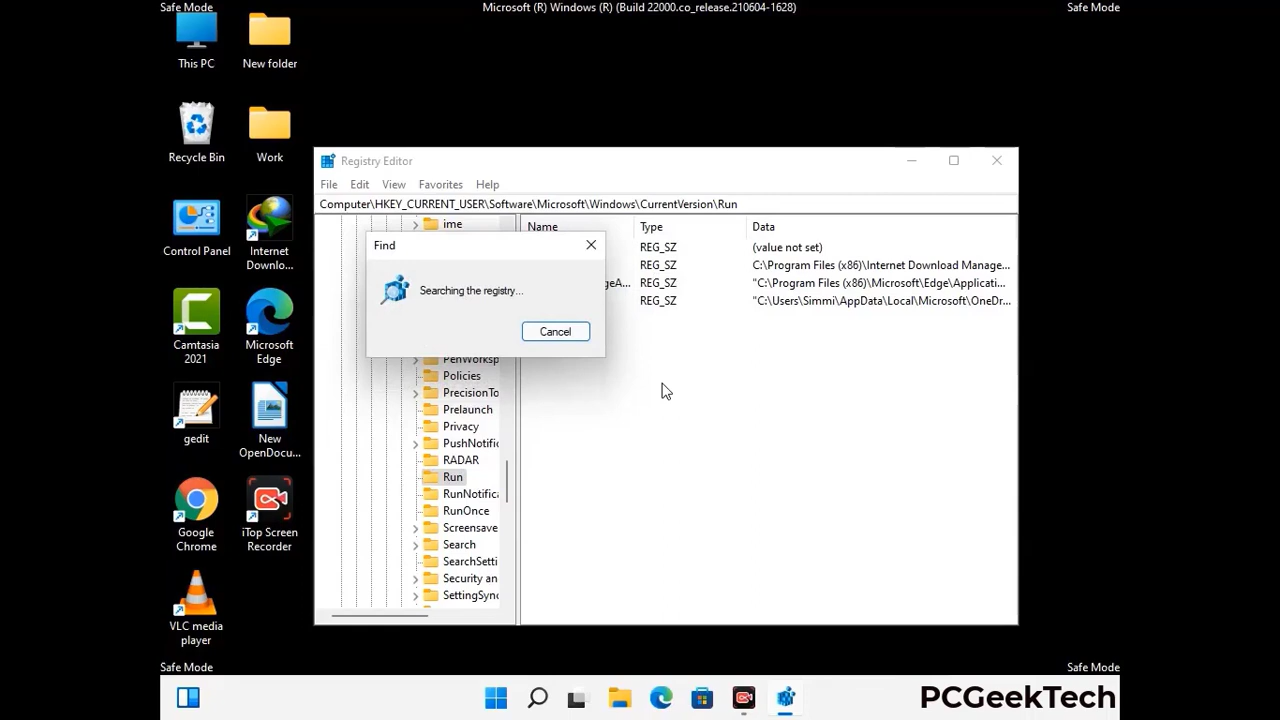 Safe Mode
Microsoft (R) Windows (R) (Build 22000.co_release.210604-1628)
Safe Mode
This PC
New folder
Recycle Bin
Work
Control Panel
Internet
Downlo...
Camtasia
2021
Microsoft
Edge
gedit
New
OpenDocu...
Google
Chrome
iTop Screen
Recorder
VLC media
player
Registry Editor
File Edit View Favorites Help
Computer\HKEY_CURRENT_USER\Software\Microsoft\Windows\CurrentVersion\Run
ime
PenWorksp
Policies
PrecisionTo
Prelaunch
Privacy
PushNotific
RADAR
Run
RunNotifica
RunOnce
Screensave
Search
SearchSetti
Security an
SettingSync
Name Type Data
REG_SZ (value not set)
REG_SZ C:\Program Files (x86)\Internet Download Manage...
geA... REG_SZ "C:\Program Files (x86)\Microsoft\Edge\Applicati...
REG_SZ "C:\Users\Simmi\AppData\Local\Microsoft\OneDr...
Find
Searching the registry...
Cancel
Safe Mode
Safe Mode
PCGeekTech